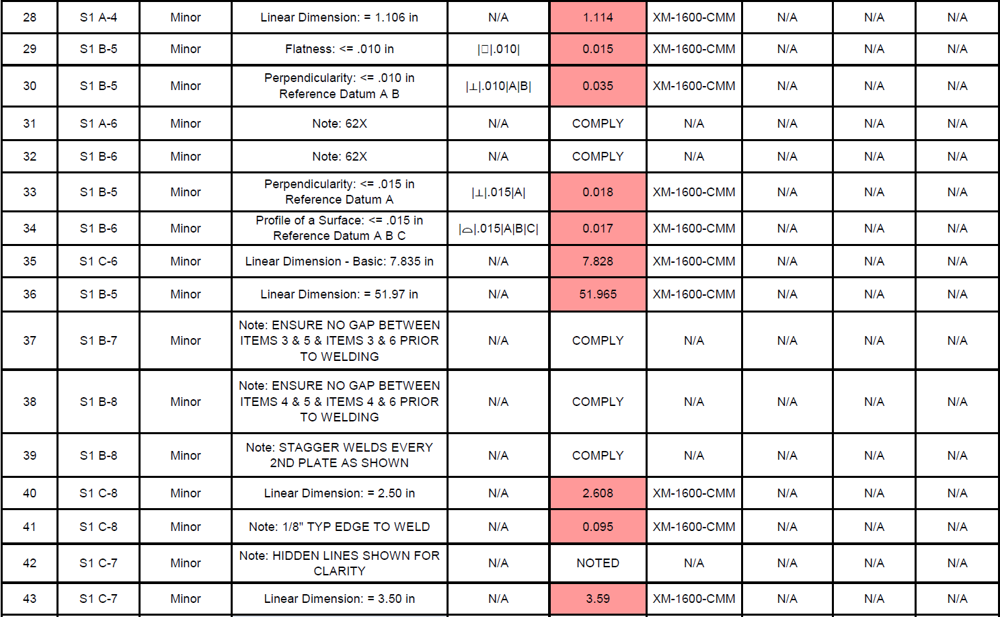 28 S1 A-4 Minor Linear Dimension: = 1.106 in N/A 1.114 XM-1600-CMM N/A N/A N/A
29 S1 B-5 Minor Flatness: <= .010 in |□|.010| 0.015 XM-1600-CMM N/A N/A N/A
30 S1 B-5 Minor Perpendicularity: <= .010 in
Reference Datum A B |⊥|.010|A|B| 0.035 XM-1600-CMM N/A N/A N/A
31 S1 A-6 Minor Note: 62X N/A COMPLY N/A N/A N/A N/A
32 S1 B-6 Minor Note: 62X N/A COMPLY N/A N/A N/A N/A
33 S1 B-5 Minor Perpendicularity: <= .015 in
Reference Datum A |⊥|.015|A| 0.018 XM-1600-CMM N/A N/A N/A
34 S1 B-6 Minor Profile of a Surface: <= .015 in
Reference Datum A B C |⌓|.015|A|B|C| 0.017 XM-1600-CMM N/A N/A N/A
35 S1 C-6 Minor Linear Dimension - Basic: 7.835 in N/A 7.828 XM-1600-CMM N/A N/A N/A
36 S1 B-5 Minor Linear Dimension: = 51.97 in N/A 51.965 XM-1600-CMM N/A N/A N/A
37 S1 B-7 Minor Note: ENSURE NO GAP BETWEEN
ITEMS 3 & 5 & ITEMS 3 & 6 PRIOR
TO WELDING N/A COMPLY N/A N/A N/A N/A
38 S1 B-8 Minor Note: ENSURE NO GAP BETWEEN
ITEMS 4 & 5 & ITEMS 4 & 6 PRIOR
TO WELDING N/A COMPLY N/A N/A N/A N/A
39 S1 B-8 Minor Note: STAGGER WELDS EVERY
2ND PLATE AS SHOWN N/A COMPLY N/A N/A N/A N/A
40 S1 C-8 Minor Linear Dimension: = 2.50 in N/A 2.608 XM-1600-CMM N/A N/A N/A
41 S1 C-8 Minor Note: 1/8" TYP EDGE TO WELD N/A 0.095 XM-1600-CMM N/A N/A N/A
42 S1 C-7 Minor Note: HIDDEN LINES SHOWN FOR
CLARITY N/A NOTED N/A N/A N/A N/A
43 S1 C-7 Minor Linear Dimension: = 3.50 in N/A 3.59 XM-1600-CMM N/A N/A N/A